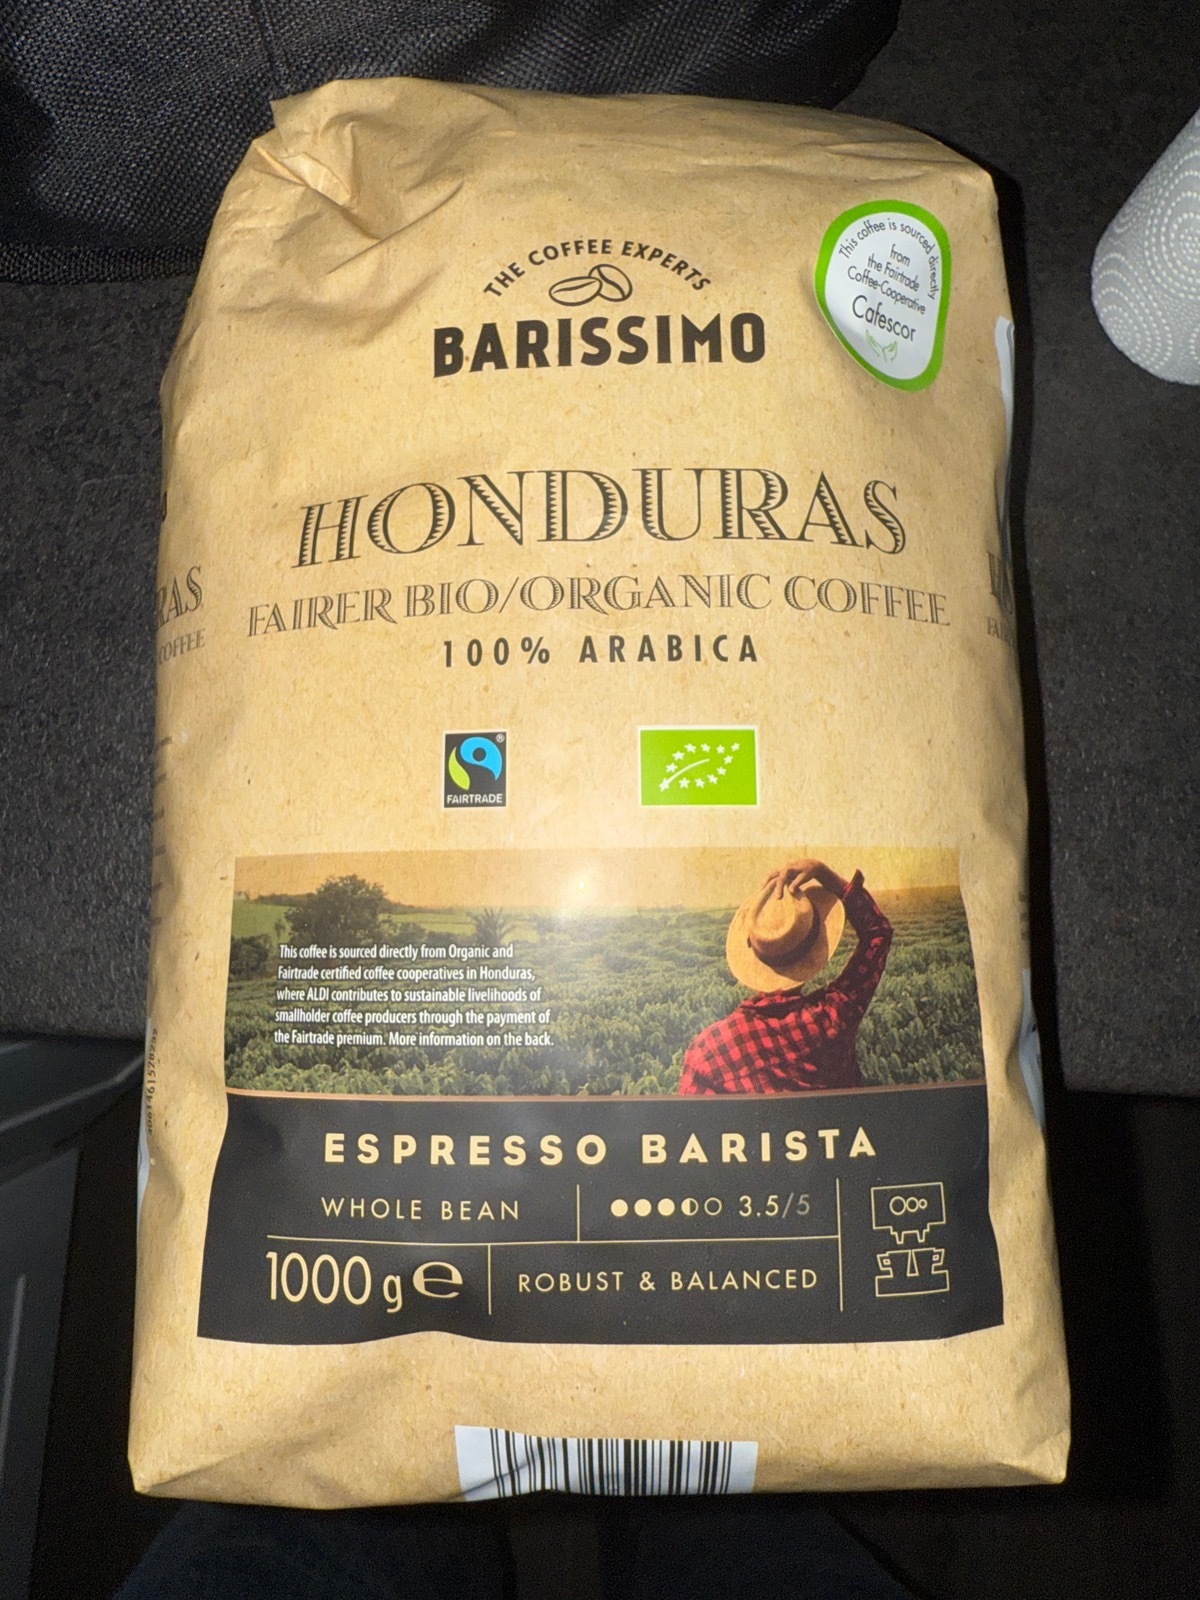 THE COFFEE EXPERTS
BARISSIMO
This coffee is sourced directly
from
the Fairtrade
Coffee-Cooperative
Cafescor
HONDURAS
FAIRER BIO/ORGANIC COFFEE
100% ARABICA
RAS
COFFEE
FAIRTRADE
®
This coffee is sourced directly from Organic and
Fairtrade certified coffee cooperatives in Honduras,
where ALDI contributes to sustainable livelihoods of
smallholder coffee producers through the payment of
the Fairtrade premium. More information on the back.
ESPRESSO BARISTA
WHOLE BEAN
3.5/5
1000 g e
ROBUST & BALANCED